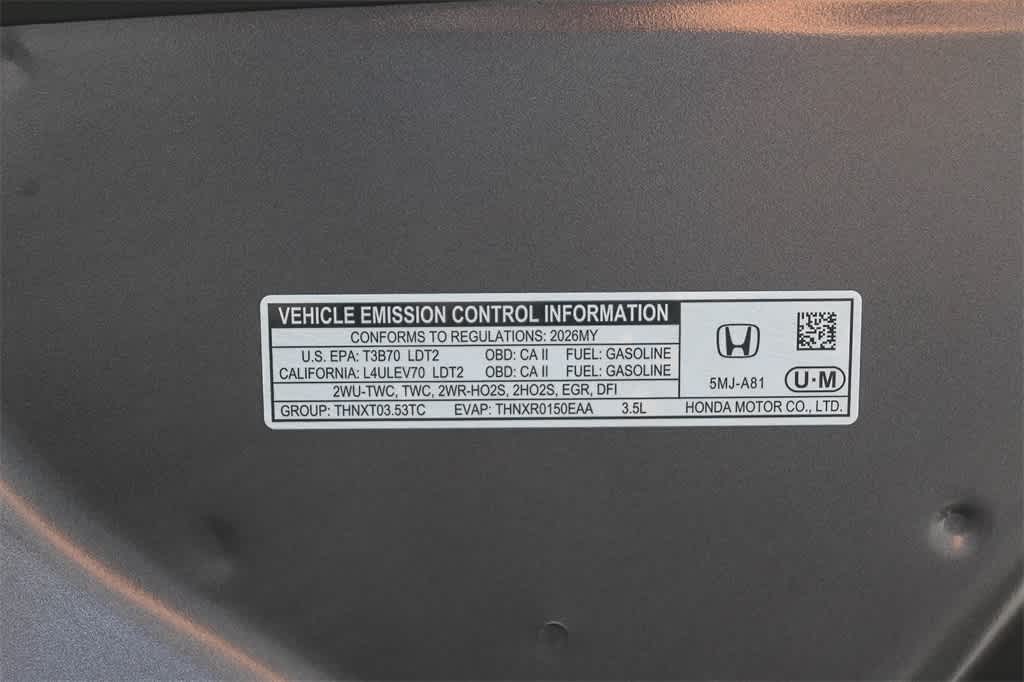 VEHICLE EMISSION CONTROL INFORMATION
CONFORMS TO REGULATIONS: 2026MY
U.S. EPA: T3B70 LDT2 OBD: CA II FUEL: GASOLINE
CALIFORNIA: L4ULEV70 LDT2 OBD: CA II FUEL: GASOLINE
2WU-TWC, TWC, 2WR-HO2S, 2HO2S, EGR, DFI
GROUP: THNXT03.53TC EVAP: THNXR0150EAA 3.5L
5MJ-A81 U·M
HONDA MOTOR CO., LTD.